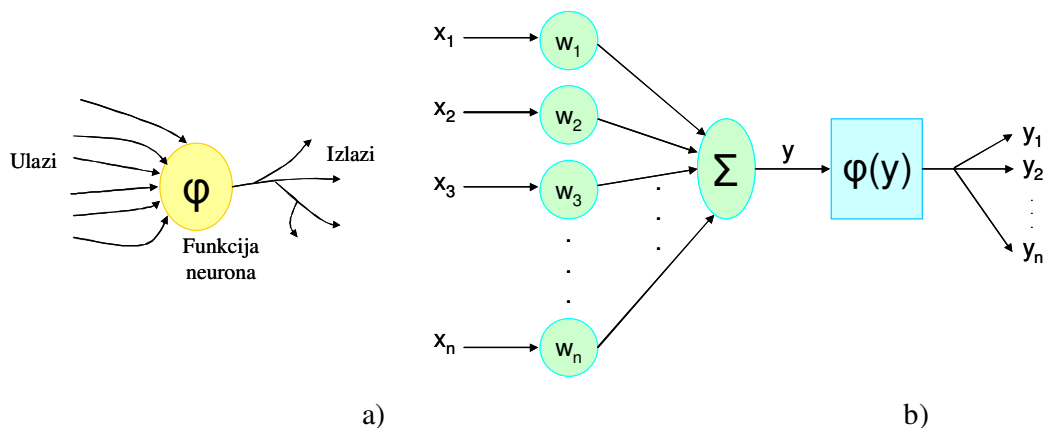 Ulazi
φ
Izlazi
Funkcija
neurona
a)
x1
w1
x2
w2
x3
w3
xn
wn
Σ
y
φ(y)
y1
y2
yn
b)